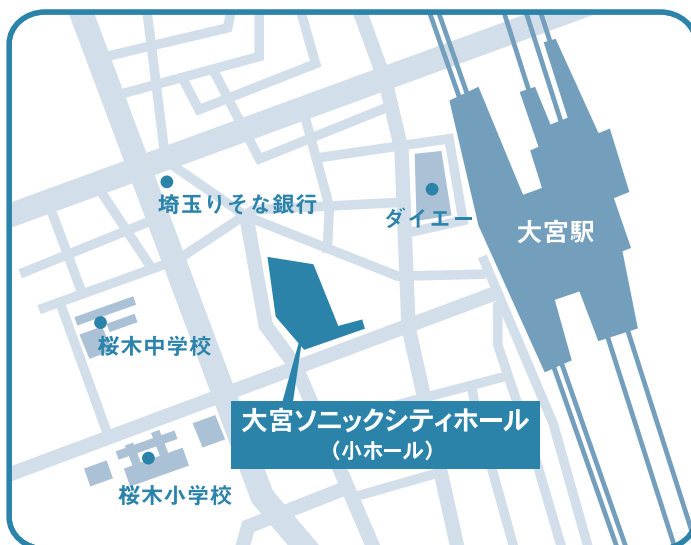 埼玉りそな銀行
ダイエー
大宮駅
桜木中学校
大宮ソニックシティホール
（小ホール）
桜木小学校